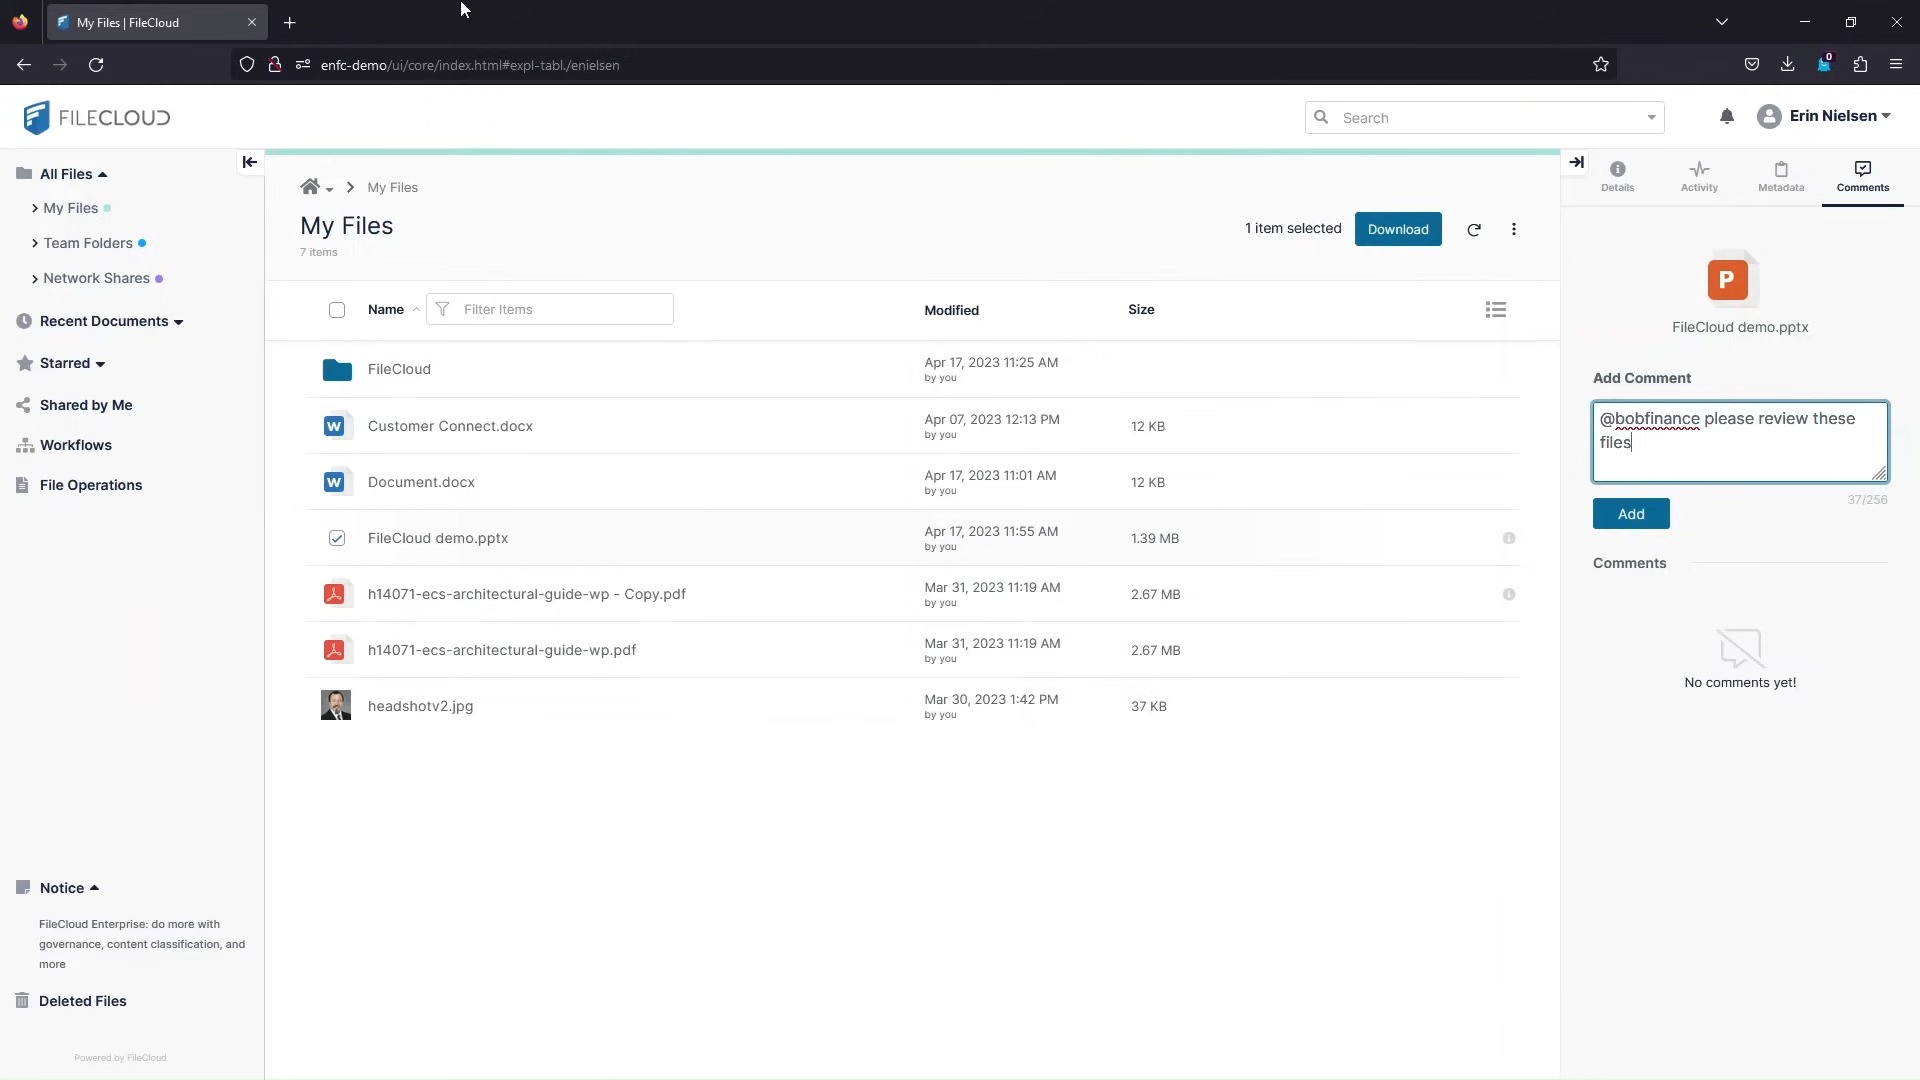 My Files | FileCloud
enfc-demo/ui/core/index.html#expl-tabl./enielsen
0
FILECLOUD
Search
Erin Nielsen
All Files
My Files
Team Folders
Network Shares
Recent Documents
Starred
Shared by Me
Workflows
File Operations
Notice
FileCloud Enterprise: do more with
governance, content classification, and
more
Deleted Files
Powered by FileCloud
My Files
My Files
7 items
1 item selected
Download
Name
Filter Items
Modified
Size
FileCloud
Apr 17, 2023 11:25 AM
by you
W
Customer Connect.docx
Apr 07, 2023 12:13 PM
by you
12 KB
W
Document.docx
Apr 17, 2023 11:01 AM
by you
12 KB
FileCloud demo.pptx
Apr 17, 2023 11:55 AM
by you
1.39 MB
h14071-ecs-architectural-guide-wp - Copy.pdf
Mar 31, 2023 11:19 AM
by you
2.67 MB
h14071-ecs-architectural-guide-wp.pdf
Mar 31, 2023 11:19 AM
by you
2.67 MB
headshotv2.jpg
Mar 30, 2023 1:42 PM
by you
37 KB
Details
Activity
Metadata
Comments
P
FileCloud demo.pptx
Add Comment
@bobfinance please review these
files
37/256
Add
Comments
No comments yet!